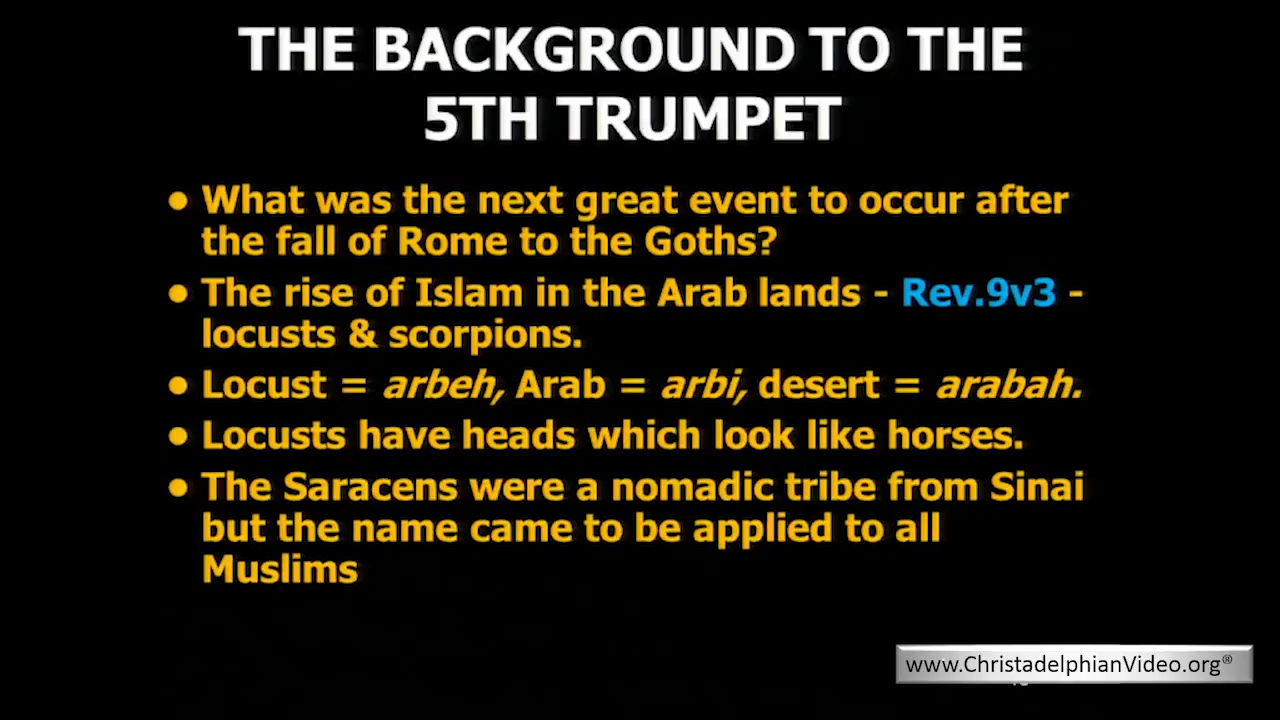 THE BACKGROUND TO THE
5TH TRUMPET
• What was the next great event to occur after
the fall of Rome to the Goths?
• The rise of Islam in the Arab lands - Rev.9v3 -
locusts & scorpions.
• Locust = arbeh, Arab = arbi, desert = arabah.
• Locusts have heads which look like horses.
• The Saracens were a nomadic tribe from Sinai
but the name came to be applied to all
Muslims
www.ChristadelphianVideo.org®